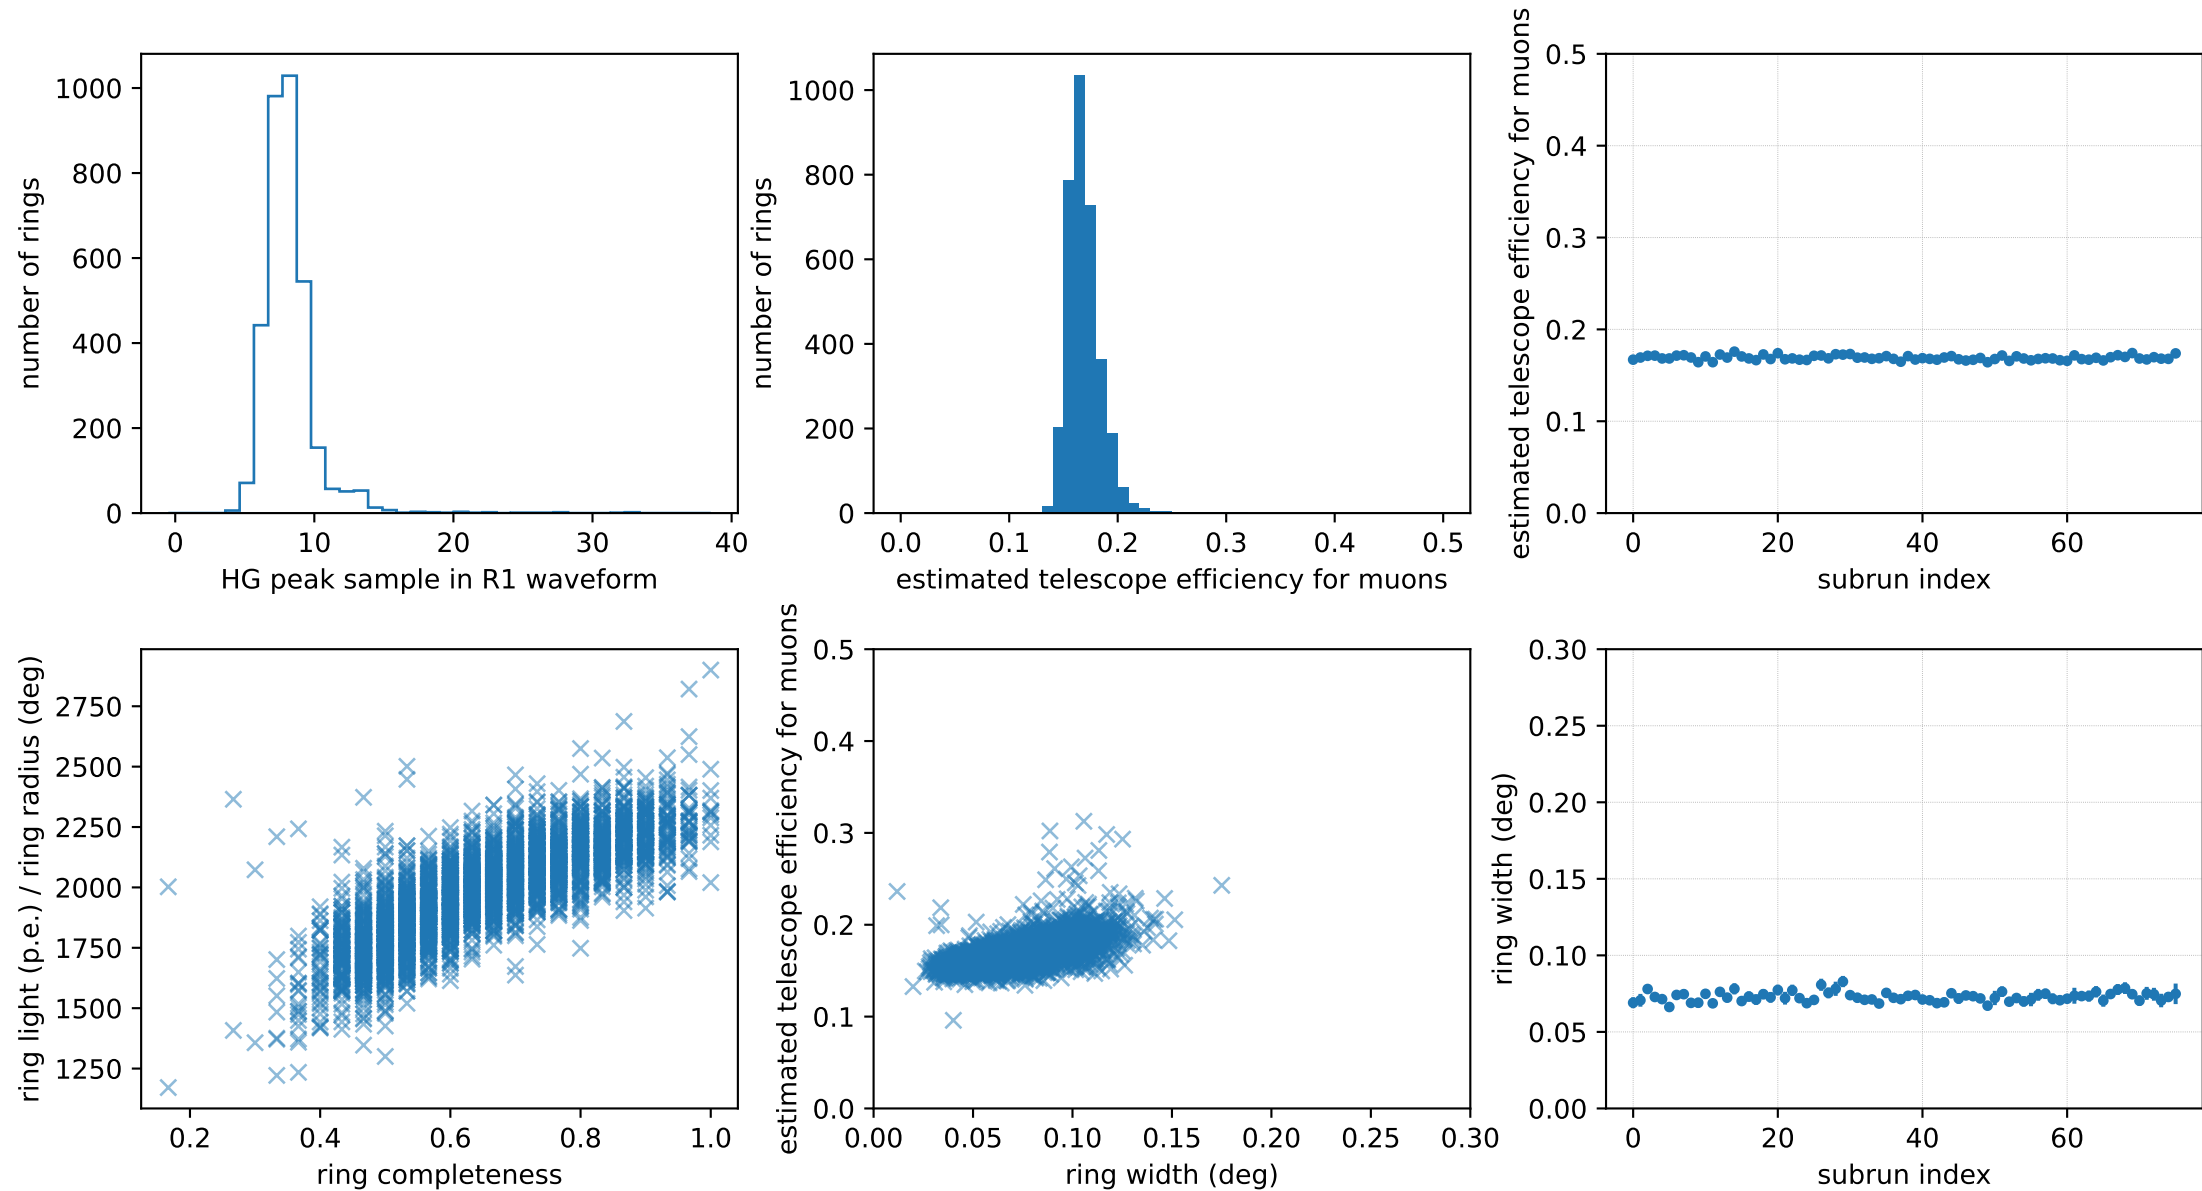 number of rings
1000
800
600
400
200
0
0 10 20 30 40
HG peak sample in R1 waveform
number of rings
1000
800
600
400
200
0
0.0 0.1 0.2 0.3 0.4 0.5
estimated telescope efficiency for muons
estimated telescope efficiency for muons
0.5
0.4
0.3
0.2
0.1
0.0
0 20 40 60
subrun index
ring light (p.e.) / ring radius (deg)
2750
2500
2250
2000
1750
1500
1250
0.2 0.4 0.6 0.8 1.0
ring completeness
estimated telescope efficiency for muons
0.5
0.4
0.3
0.2
0.1
0.0
0.00 0.05 0.10 0.15 0.20 0.25 0.30
ring width (deg)
ring width (deg)
0.30
0.25
0.20
0.15
0.10
0.05
0.00
0 20 40 60
subrun index